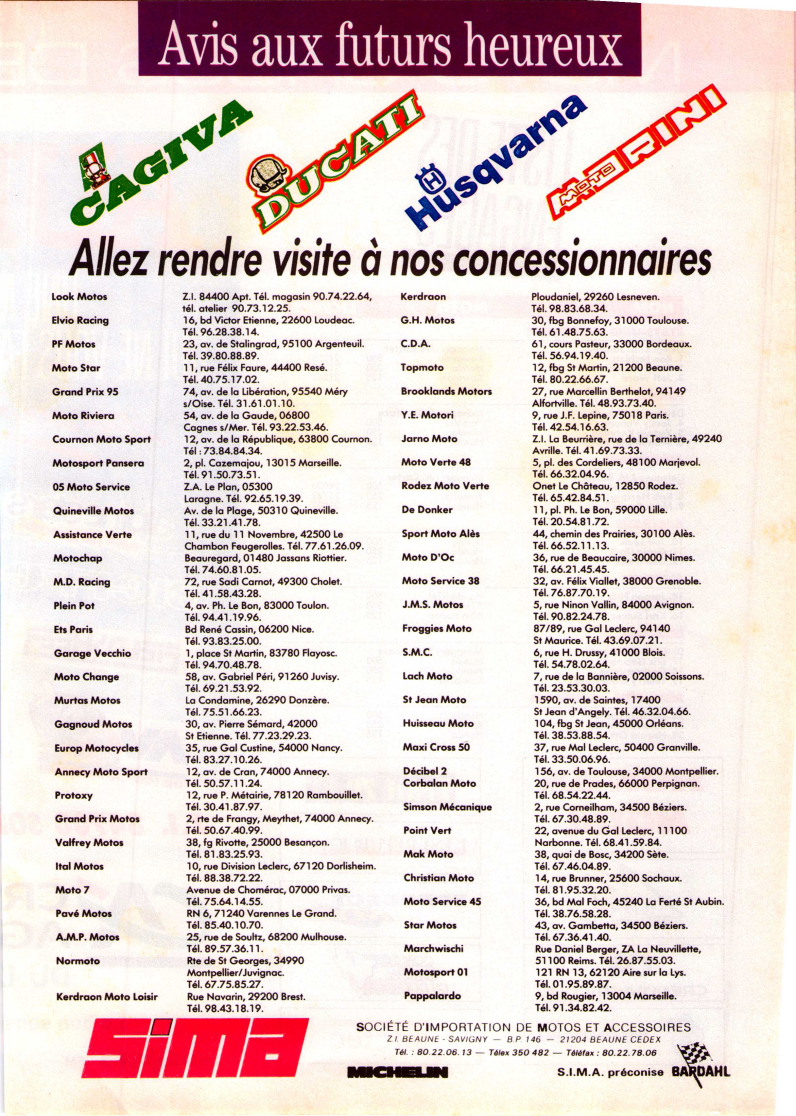 Avis aux futurs heureux
CAGIVA
DUCATI
Husqvarna
MOTO MORINI
Allez rendre visite à nos concessionnaires
Look Motos Z.I. 84400 Apt. Tél. magasin 90.74.22.64,
tél. atelier 90.73.12.25.
Elvio Racing 16, bd Victor Etienne, 22600 Loudeac.
Tél. 96.28.38.14.
PF Motos 23, av. de Stalingrad, 95100 Argenteuil.
Tél. 39.80.88.89.
Moto Star 11, rue Félix Faure, 44400 Resé.
Tél. 40.75.17.02.
Grand Prix 95 74, av. de la Libération, 95540 Méry
s/Oise. Tél. 31.61.01.10.
Moto Riviera 54, av. de la Gaude, 06800
Cagnes s/Mer. Tél. 93.22.53.46.
Cournon Moto Sport 12, av. de la République, 63800 Cournon.
Tél : 73.84.84.34.
Motosport Pansera 2, pl. Cazemajou, 13015 Marseille.
Tél. 91.50.73.51.
05 Moto Service Z.A. Le Plan, 05300
Laragne. Tél. 92.65.19.39.
Quineville Motos Av. de la Plage, 50310 Quineville.
Tél. 33.21.41.78.
Assistance Verte 11, rue du 11 Novembre, 42500 Le
Chambon Feugerolles. Tél. 77.61.26.09.
Motochap Beauregard, 01480 Jassans Riottier.
Tél. 74.60.81.05.
M.D. Racing 72, rue Sadi Carnot, 49300 Cholet.
Tél. 41.58.43.28.
Plein Pot 4, av. Ph. Le Bon, 83000 Toulon.
Tél. 94.41.19.96.
Ets Paris Bd René Cassin, 06200 Nice.
Tél. 93.83.25.00.
Garage Vecchio 1, place St Martin, 83780 Flayosc.
Tél. 94.70.48.78.
Moto Change 58, av. Gabriel Péri, 91260 Juvisy.
Tél. 69.21.53.92.
Murtas Motos La Condamine, 26290 Donzère.
Tél. 75.51.66.23.
Gagnoud Motos 30, av. Pierre Sémard, 42000
St Etienne. Tél. 77.23.29.23.
Europ Motocycles 35, rue Gal Custine, 54000 Nancy.
Tél. 83.27.10.26.
Annecy Moto Sport 12, av. de Cran, 74000 Annecy.
Tél. 50.57.11.24.
Protoxy 12, rue P. Métairie, 78120 Rambouillet.
Tél. 30.41.87.97.
Grand Prix Motos 2, rte de Frangy, Meythet, 74000 Annecy.
Tél. 50.67.40.99.
Valfrey Motos 38, fg Rivotte, 25000 Besançon.
Tél. 81.83.25.93.
Ital Motos 10, rue Division Leclerc, 67120 Dorlisheim.
Tél. 88.38.72.22.
Moto 7 Avenue de Chomérac, 07000 Privas.
Tél. 75.64.14.55.
Pavé Motos RN 6, 71240 Varennes Le Grand.
Tél. 85.40.10.70.
A.M.P. Motos 25, rue de Soultz, 68200 Mulhouse.
Tél. 89.57.36.11.
Normoto Rte de St Georges, 34990
Montpellier/Juvignac.
Tél. 67.75.85.27.
Kerdraon Moto Loisir Rue Navarin, 29200 Brest.
Tél. 98.43.18.19.
Kerdraon Ploudaniel, 29260 Lesneven.
Tél. 98.83.68.34.
G.H. Motos 30, fbg Bonnefoy, 31000 Toulouse.
Tél. 61.48.75.63.
C.D.A. 61, cours Pasteur, 33000 Bordeaux.
Tél. 56.94.19.40.
Topmoto 12, fbg St Martin, 21200 Beaune.
Tél. 80.22.66.67.
Brooklands Motors 27, rue Marcellin Berthelot, 94149
Alfortville. Tél. 48.93.73.40.
Y.E. Motori 9, rue J.F. Lepine, 75018 Paris.
Tél. 42.54.16.63.
Jarno Moto Z.I. La Beurrière, rue de la Ternière, 49240
Avrille. Tél. 41.69.73.33.
Moto Verte 48 5, pl. des Cordeliers, 48100 Marjevol.
Tél. 66.32.04.96.
Rodez Moto Verte Onet Le Château, 12850 Rodez.
Tél. 65.42.84.51.
De Donker 11, pl. Ph. Le Bon, 59000 Lille.
Tél. 20.54.81.72.
Sport Moto Alès 44, chemin des Prairies, 30100 Alès.
Tél. 66.52.11.13.
Moto D'Oc 36, rue de Beaucaire, 30000 Nimes.
Tél. 66.21.45.45.
Moto Service 38 32, av. Félix Viallet, 38000 Grenoble.
Tél. 76.87.70.19.
J.M.S. Motos 5, rue Ninon Vallin, 84000 Avignon.
Tél. 90.82.24.78.
Froggies Moto 87/89, rue Gal Leclerc, 94140
St Maurice. Tél. 43.69.07.21.
S.M.C. 6, rue H. Drussy, 41000 Blois.
Tél. 54.78.02.64.
Lach Moto 7, rue de la Bannière, 02000 Soissons.
Tél. 23.53.30.03.
St Jean Moto 1590, av. de Saintes, 17400
St Jean d'Angely. Tél. 46.32.04.66.
Huisseau Moto 104, fbg St Jean, 45000 Orléans.
Tél. 38.53.88.54.
Maxi Cross 50 37, rue Mal Leclerc, 50400 Granville.
Tél. 33.50.06.96.
Décibel 2 156, av. de Toulouse, 34000 Montpellier.
Corbalan Moto 20, rue de Prades, 66000 Perpignan.
Tél. 68.54.22.44.
Simson Mécanique 2, rue Corneilham, 34500 Béziers.
Tél. 67.30.48.89.
Point Vert 22, avenue du Gal Leclerc, 11100
Narbonne. Tél. 68.41.59.84.
Mak Moto 38, quai de Bosc, 34200 Sète.
Tél. 67.46.04.89.
Christian Moto 14, rue Brunner, 25600 Sochaux.
Tél. 81.95.32.20.
Moto Service 45 36, bd Mal Foch, 45240 La Ferté St Aubin.
Tél. 38.76.58.28.
Star Motos 43, av. Gambetta, 34500 Béziers.
Tél. 67.36.41.40.
Marchwischi Rue Daniel Berger, ZA La Neuvillette,
51100 Reims. Tél. 26.87.55.03.
Motosport 01 121 RN 13, 62120 Aire sur la Lys.
Tél. 01.95.89.87.
Pappalardo 9, bd Rougier, 13004 Marseille.
Tél. 91.34.82.42.
sima
SOCIÉTÉ D'IMPORTATION DE MOTOS ET ACCESSOIRES
Z.I. BEAUNE - SAVIGNY — B.P. 146 — 21204 BEAUNE CEDEX
Tél. : 80.22.06.13 — Télex 350 482 — Téléfax : 80.22.78.06
MICHELIN
S.I.M.A. préconise BARDAHL